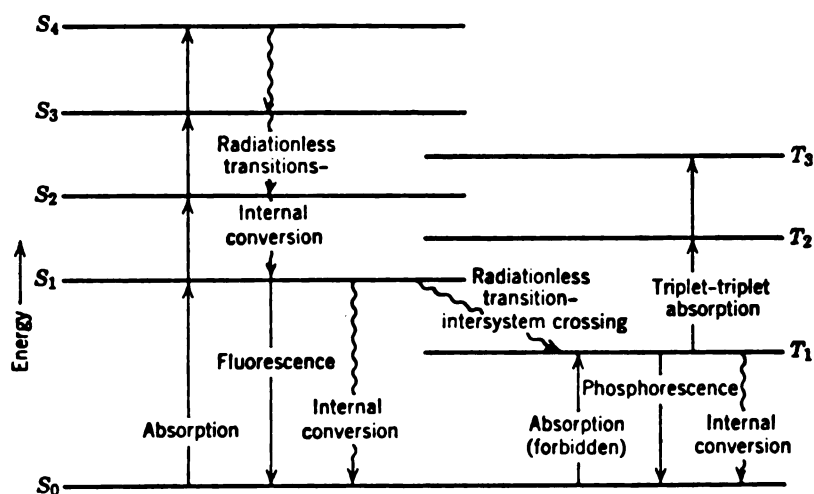 S₄
S₃
Radiationless
transitions–
T₃
S₂
Internal
conversion
T₂
Energy
S₁
Radiationless
transition–
intersystem crossing
Triplet–triplet
absorption
T₁
Fluorescence
Phosphorescence
Absorption
Internal
conversion
Absorption
(forbidden)
Internal
conversion
S₀